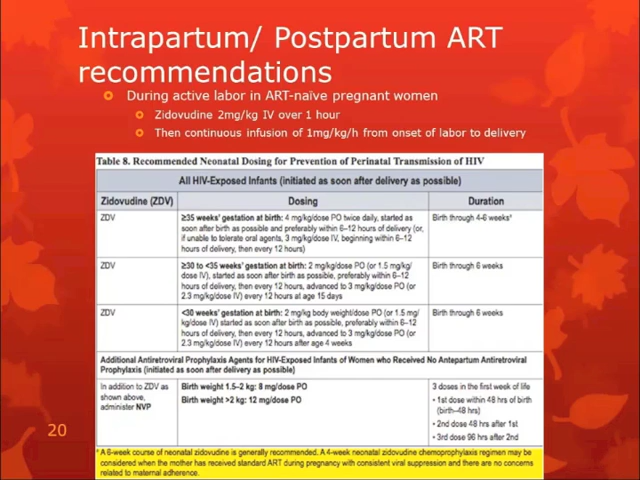 Intrapartum/ Postpartum ART
recommendations
During active labor in ART-naïve pregnant women
Zidovudine 2mg/kg IV over 1 hour
Then continuous infusion of 1mg/kg/h from onset of labor to delivery
Table 8. Recommended Neonatal Dosing for Prevention of Perinatal Transmission of HIV
All HIV-Exposed Infants (initiated as soon after delivery as possible)
Zidovudine (ZDV) Dosing Duration
ZDV ≥35 weeks' gestation at birth: 4 mg/kg/dose PO twice daily, started as Birth through 4-6 weeksᵃ
soon after birth as possible and preferably within 6–12 hours of delivery (or,
if unable to tolerate oral agents, 3 mg/kg/dose IV, beginning within 6–12
hours of delivery, then every 12 hours)
ZDV ≥30 to <35 weeks' gestation at birth: 2 mg/kg/dose PO (or 1.5 mg/kg/ Birth through 6 weeks
dose IV), started as soon after birth as possible, preferably within 6–12
hours of delivery, then every 12 hours, advanced to 3 mg/kg/dose PO (or
2.3 mg/kg/dose IV) every 12 hours at age 15 days
ZDV <30 weeks' gestation at birth: 2 mg/kg body weight/dose PO (or 1.5 mg/ Birth through 6 weeks
kg/dose IV) started as soon after birth as possible, preferably within 6–12
hours of delivery, then every 12 hours, advanced to 3 mg/kg/dose PO (or
2.3 mg/kg/dose IV) every 12 hours after age 4 weeks
Additional Antiretroviral Prophylaxis Agents for HIV-Exposed Infants of Women who Received No Antepartum Antiretroviral
Prophylaxis (initiated as soon after delivery as possible)
In addition to ZDV as Birth weight 1.5–2 kg: 8 mg/dose PO 3 doses in the first week of life
shown above, Birth weight >2 kg: 12 mg/dose PO • 1st dose within 48 hrs of birth
administer NVP (birth–48 hrs)
• 2nd dose 48 hrs after 1st
• 3rd dose 96 hrs after 2nd
20
ᵃ A 6-week course of neonatal zidovudine is generally recommended. A 4-week neonatal zidovudine chemoprophylaxis regimen may be
considered when the mother has received standard ART during pregnancy with consistent viral suppression and there are no concerns
related to maternal adherence.